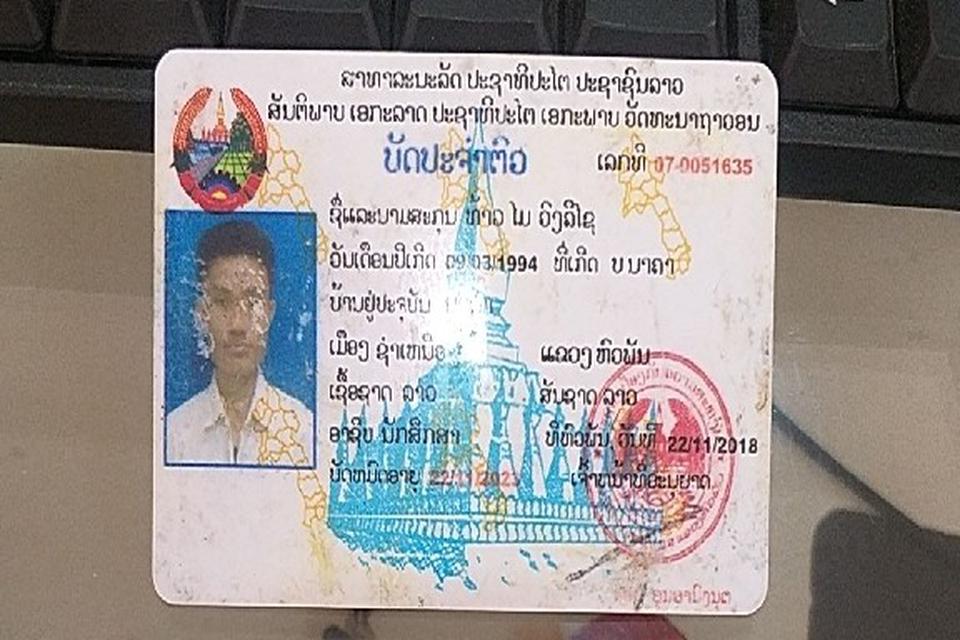 ສາທາລະນະລັດ ປະຊາທິປະໄຕ ປະຊາຊົນລາວ
ສັນຕິພາບ ເອກະລາດ ປະຊາທິປະໄຕ ເອກະພາບ ວັດທະນາຖາວອນ
ບັດປະຈຳຕົວ ເລກທີ 07-0051635
ຊື່ແລະນາມສະກຸນ ທ້າວ ໄມ ວົງລືໄຊ
ວັນເດືອນປີເກີດ 09/03/1994 ທີ່ເກີດ ບ ນາຄາ
ບ້ານຢູ່ປະຈຸບັນ
ເມືອງ ຊຳເຫນືອ ແຂວງ ຫົວພັນ
ເຊື້ອຊາດ ລາວ ສັນຊາດ ລາວ
ອາຊີບ ນັກສຶກສາ ທີ່ຫົວພັນ ວັນທີ 22/11/2018
ບັດຫມົດອາຍຸ 22/11/2023 ເຈົ້າໜ້າທີ່ອະນຸຍາດ